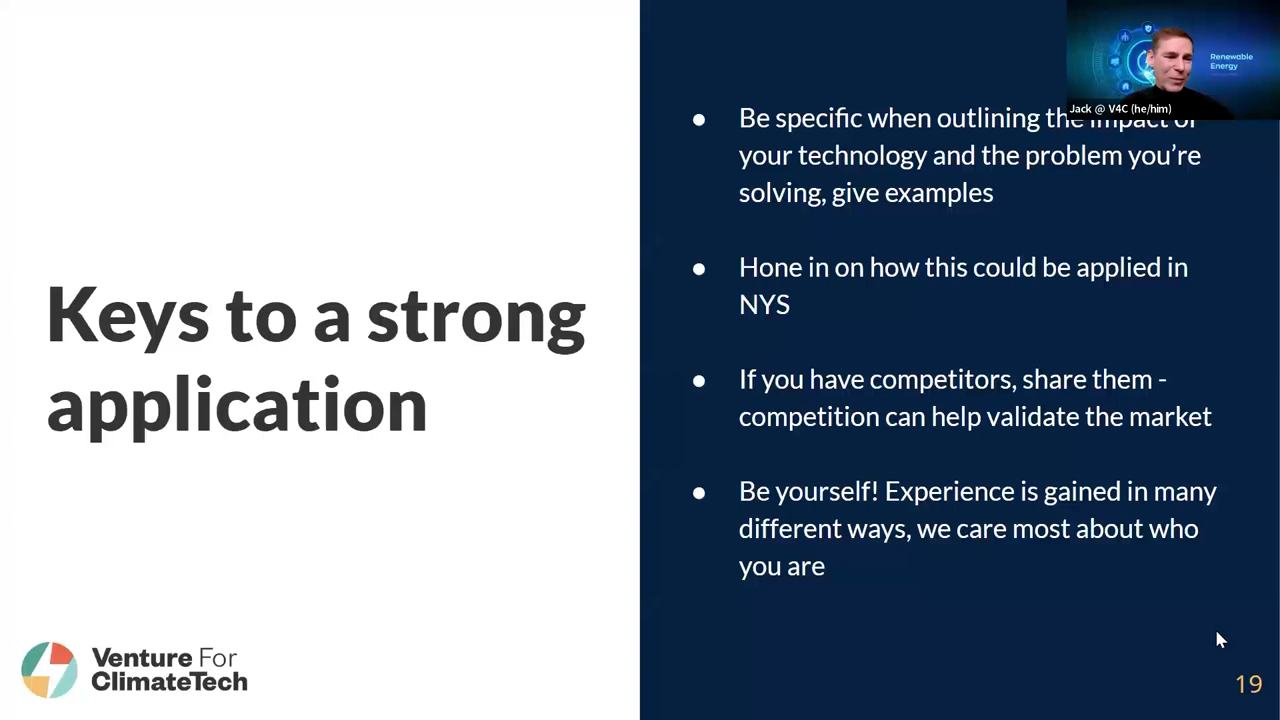 Renewable
Energy
Jack @ V4C (he/him)
Keys to a strong
application
● Be specific when outlining the impact of
your technology and the problem you're
solving, give examples
● Hone in on how this could be applied in
NYS
● If you have competitors, share them -
competition can help validate the market
● Be yourself! Experience is gained in many
different ways, we care most about who
you are
Venture For
ClimateTech
19